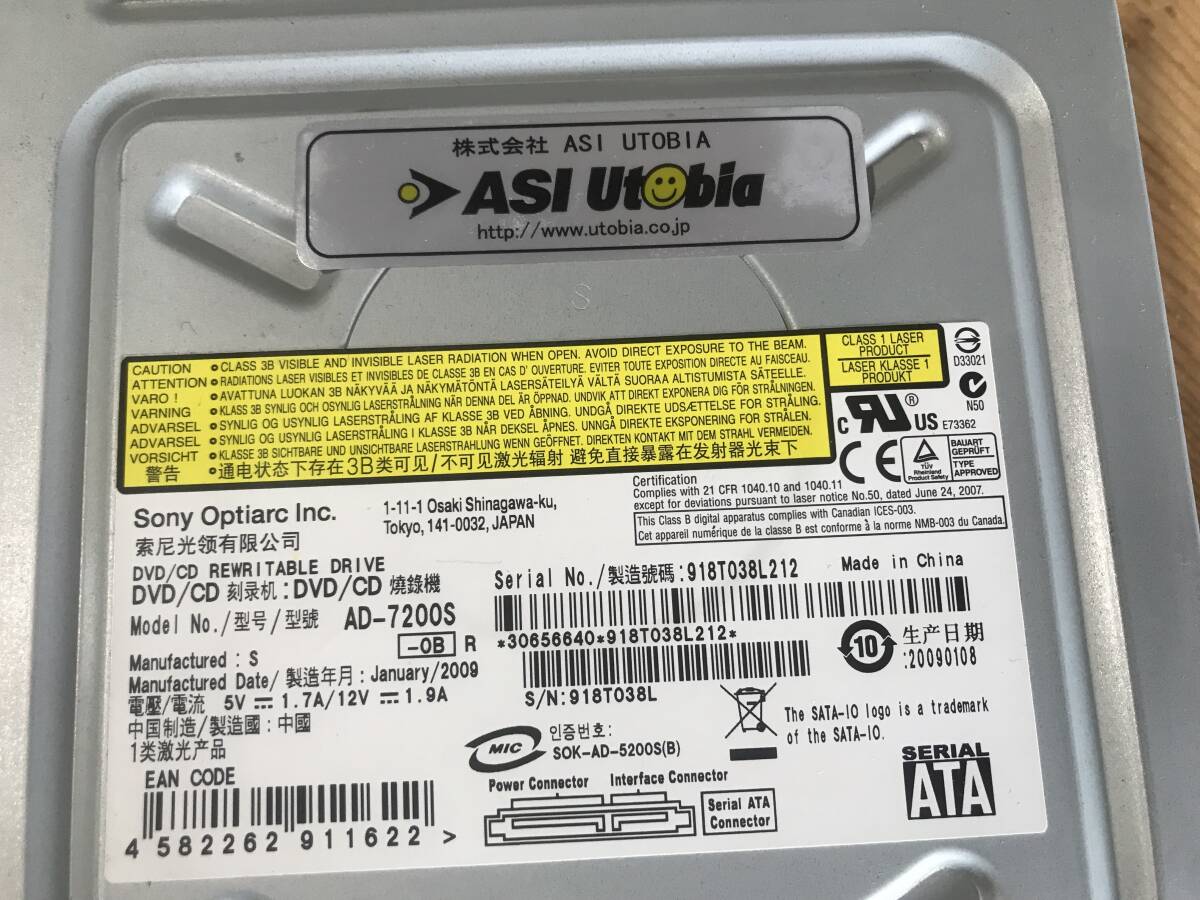 株式会社 ASI UTOBIA
ASI Utobia
http://www.utobia.co.jp
S
CAUTION
CLASS 3B VISIBLE AND INVISIBLE LASER RADIATION WHEN OPEN. AVOID DIRECT EXPOSURE TO THE BEAM.
ATTENTION
RADIATIONS LASER VISIBLES ET INVISIBLES DE CLASSE 3B EN CAS D' OUVERTURE. EVITER TOUTE EXPOSITION DIRECTE AU FAISCEAU.
VARO !
AVATTUNA LUOKAN 3B NÄKYVÄÄ JA NÄKYMÄTÖNTÄ LASERSÄTEILYÄ VÄLTÄ SUORAA ALTISTUMISTA SÄTEELLE.
VARNING
KLASS 3B SYNLIG OCH OSYNLIG LASERSTRÅLNING NÄR DENNA DEL ÄR ÖPPNAD. UNDVIK ATT DIREKT EXPONERA DIG FÖR STRÅLNINGEN.
ADVARSEL
SYNLIG OG USYNLIG LASERSTRÅLING AF KLASSE 3B VED ÅBNING. UNDGÅ DIREKTE UDSÆTTELSE FOR STRÅLING.
ADVARSEL
SYNLIG OG USYNLIG LASERSTRÅLING I KLASSE 3B NÅR DEKSEL ÅPNES. UNNGÅ DIREKTE EKSPONERING FOR STRÅLEN.
VORSICHT
KLASSE 3B SICHTBARE UND UNSICHTBARE LASERSTRAHLUNG WENN GEÖFFNET. DIREKTEN KONTAKT MIT DEM STRAHL VERMEIDEN.
警告
通电状态下存在3B类可见/不可见激光辐射 避免直接暴露在发射器光束下
CLASS 1 LASER
PRODUCT
LASER KLASSE 1
PRODUKT
D33021
N50
c RU US ® E73362
CE
TÜV
Rheinland
Product Safety
BAUART
GEPRÜFT
TYPE
APPROVED
Certification
Complies with 21 CFR 1040.10 and 1040.11
except for deviations pursuant to laser notice No.50, dated June 24, 2007.
This Class B digital apparatus complies with Canadian ICES-003.
Cet appareil numérique de la classe B est conforme à la norme NMB-003 du Canada.
Sony Optiarc Inc.
索尼光领有限公司
1-11-1 Osaki Shinagawa-ku,
Tokyo, 141-0032, JAPAN
DVD/CD REWRITABLE DRIVE
DVD/CD 刻录机:DVD/CD 燒錄機
Model No./型号/型號 AD-7200S
-0B R
Manufactured : S
Manufactured Date/ 製造年月 : January/2009
電壓/電流 5V ⎓ 1.7A/12V ⎓ 1.9A
中国制造/製造國 : 中國
1类激光产品
EAN CODE
4 582262 911622 >
Serial No./製造號碼:918T038L212
Made in China
*30656640*918T038L212*
S/N:918T038L
10
生产日期
:20090108
MIC
인증번호:
SOK-AD-5200S(B)
The SATA-IO logo is a trademark
of the SATA-IO.
Power Connector
Interface Connector
Serial ATA
Connector
SERIAL
ATA